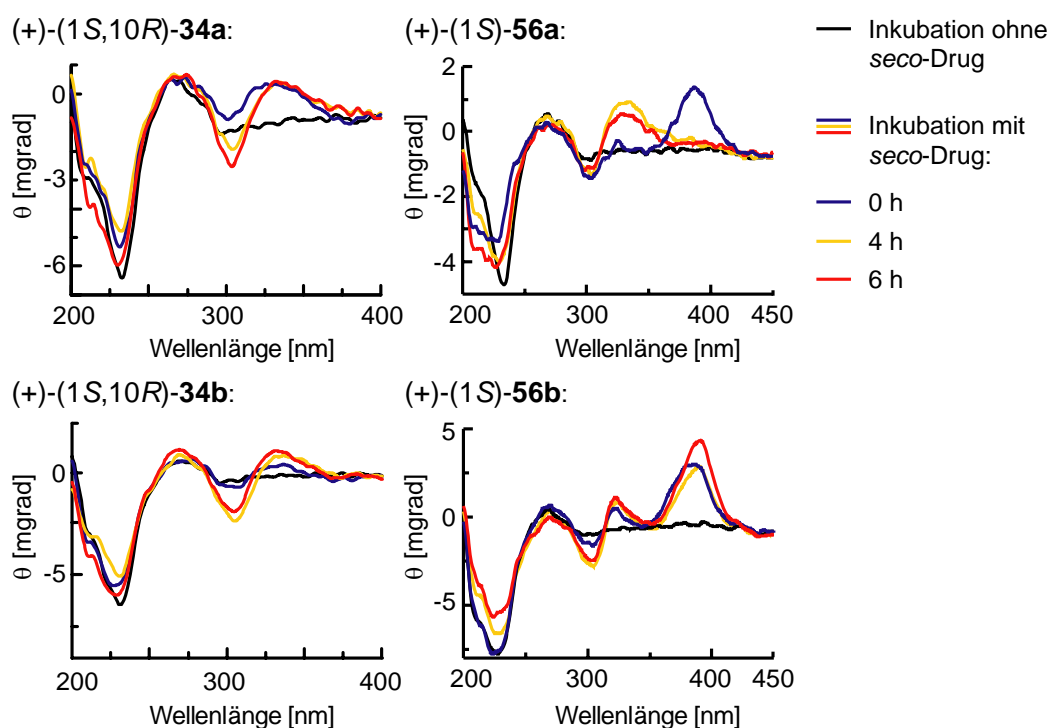 (+)-(1S,10R)-34a:
2
0
-3
-6
θ [mgrad]
200
300
400
Wellenlänge [nm]
(+)-(1S)-56a:
2
0
-2
-4
θ [mgrad]
200
300
400
450
Wellenlänge [nm]
Inkubation ohne
seco-Drug
Inkubation mit
seco-Drug:
0 h
4 h
6 h
(+)-(1S,10R)-34b:
0
-5
θ [mgrad]
200
300
400
Wellenlänge [nm]
(+)-(1S)-56b:
5
0
-5
θ [mgrad]
200
300
400
450
Wellenlänge [nm]